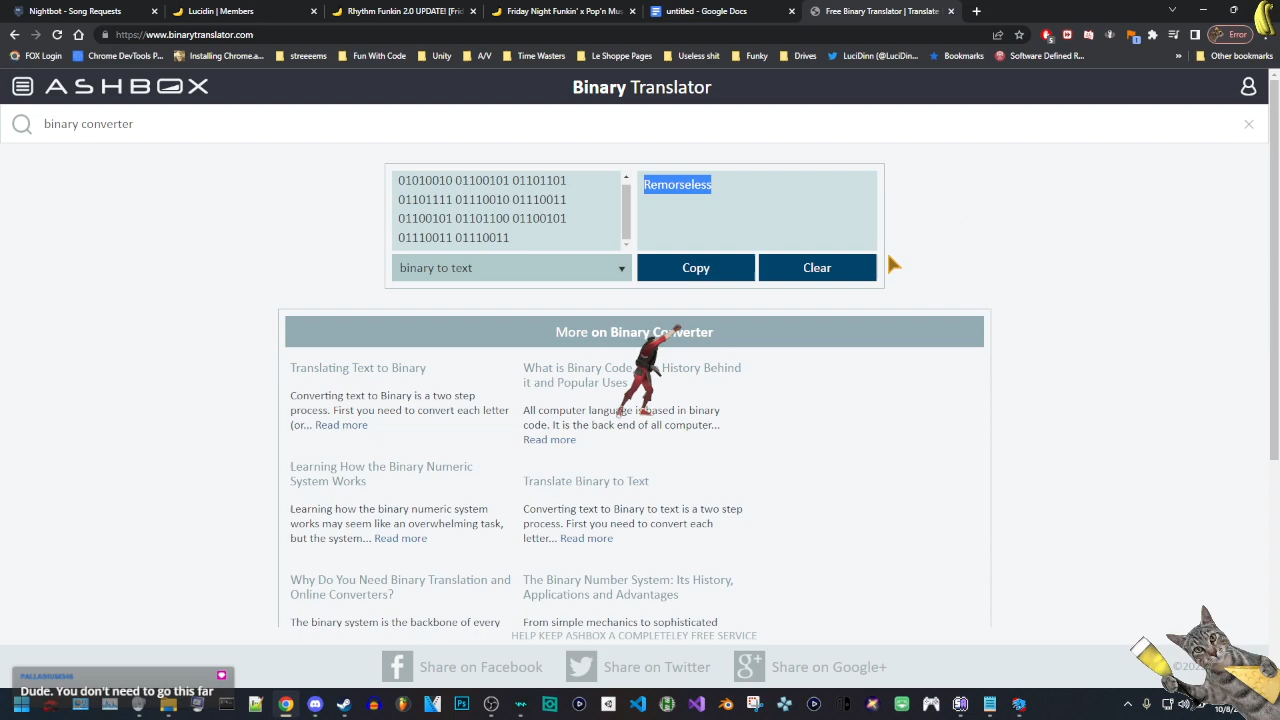 Nightbot - Song Requests
Lucidin | Members
Rhythm Funkin 2.0 UPDATE! [Frid
Friday Night Funkin' x Pop'n Mus
untitled - Google Docs
Free Binary Translator | Translate
https://www.binarytranslator.com
Error
FOX Login
Chrome DevTools P...
Installing Chrome.a...
streeeems
Fun With Code
Unity
A/V
Time Wasters
Le Shoppe Pages
Useless shit
Funky
Drives
LuciDinn (@LuciDin...
Bookmarks
Software Defined R...
»
Other bookmarks
ASHBOX
Binary Translator
binary converter
01010010 01100101 01101101
01101111 01110010 01110011
01100101 01101100 01100101
01110011 01110011
Remorseless
binary to text
Copy
Clear
More on Binary Converter
Translating Text to Binary
Converting text to Binary is a two step
process. First you need to convert each letter
(or... Read more
What is Binary Code, History Behind
it and Popular Uses
All computer language is based in binary
code. It is the back end of all computer...
Read more
Learning How the Binary Numeric
System Works
Learning how the binary numeric system
works may seem like an overwhelming task,
but the system... Read more
Translate Binary to Text
Converting text to Binary to text is a two step
process. First you need to convert each
letter... Read more
Why Do You Need Binary Translation and
Online Converters?
The binary system is the backbone of every
The Binary Number System: Its History,
Applications and Advantages
From simple mechanics to sophisticated
HELP KEEP ASHBOX A COMPLETELEY FREE SERVICE
Share on Facebook
Share on Twitter
Share on Google+
Dude. You don't need to go this far